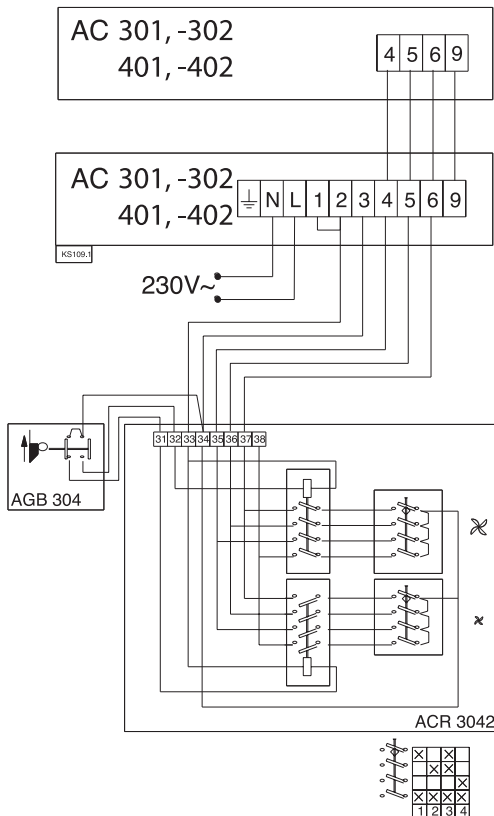 AC 301, -302
401, -402
4 5 6 9
AC 301, -302
401, -402
N L 1 2 3 4 5 6 9
KS109.1
230V~
31 32 33 34 35 36 37 38
AGB 304
ACR 3042
1 2 3 4